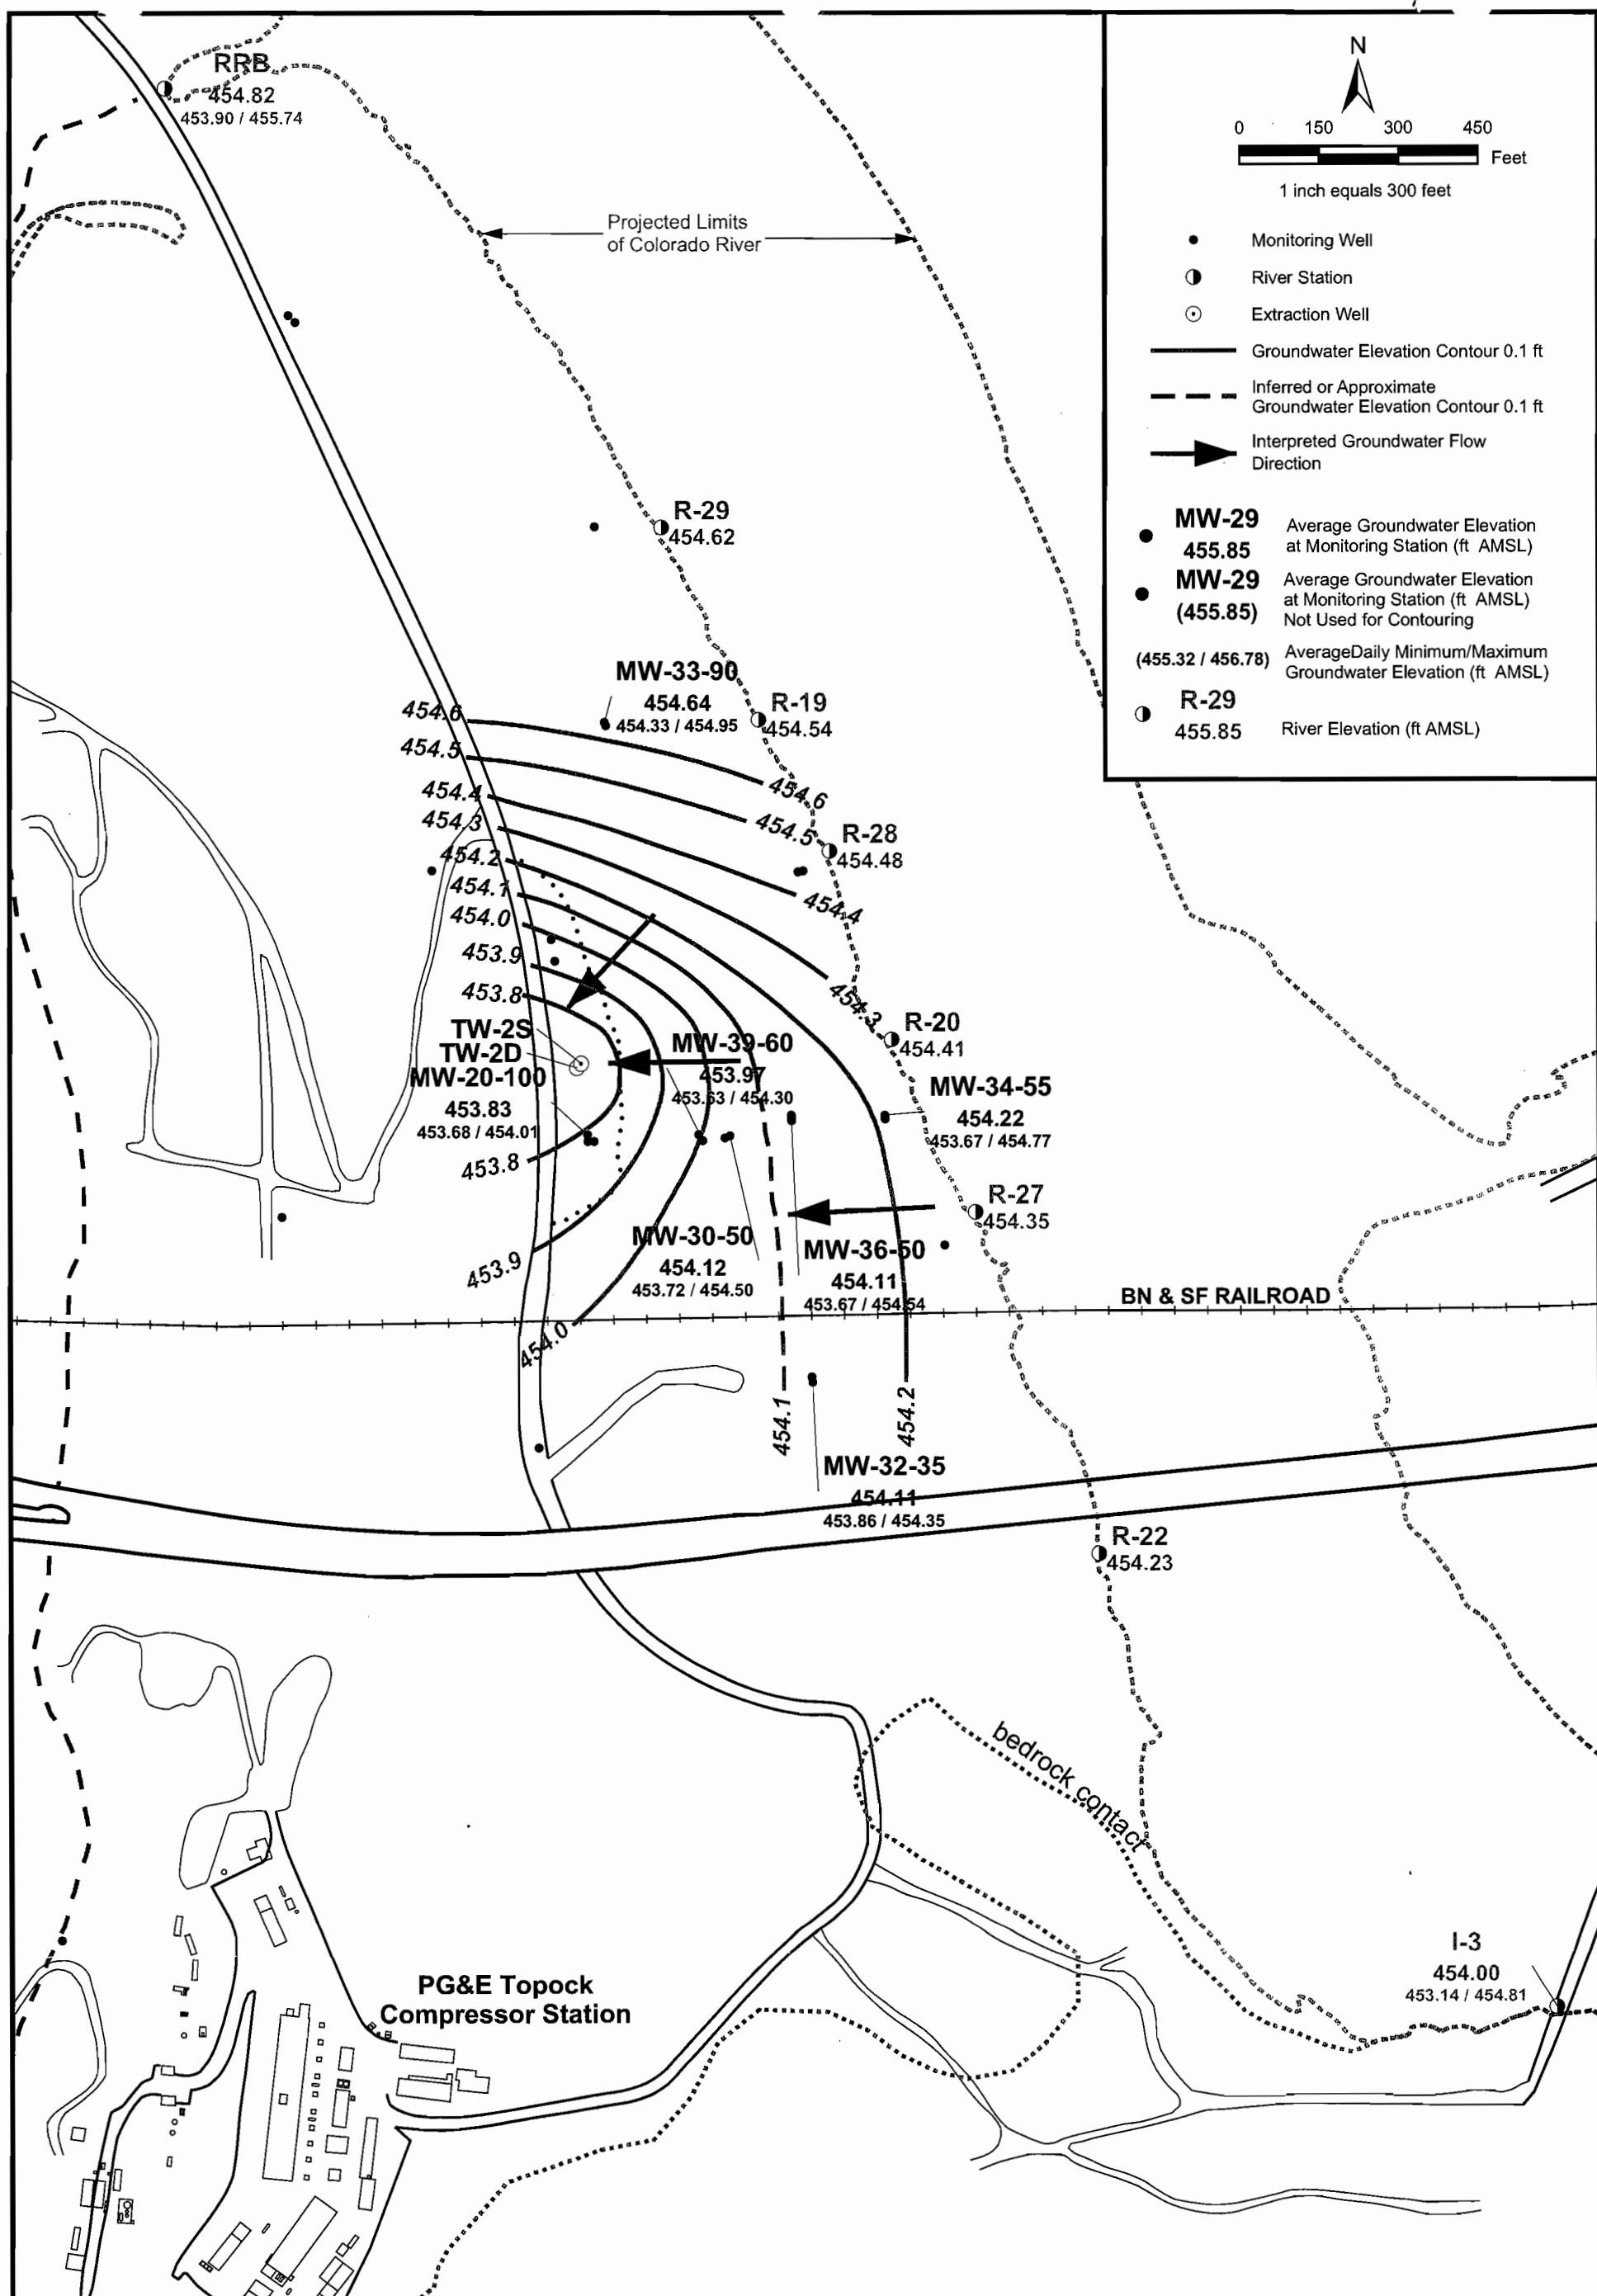 RRB
454.82
453.90 / 455.74
Projected Limits
of Colorado River
N
0 150 300 450
Feet
1 inch equals 300 feet
Monitoring Well
River Station
Extraction Well
Groundwater Elevation Contour 0.1 ft
Inferred or Approximate
Groundwater Elevation Contour 0.1 ft
Interpreted Groundwater Flow
Direction
MW-29
455.85
Average Groundwater Elevation
at Monitoring Station (ft AMSL)
MW-29
(455.85)
Average Groundwater Elevation
at Monitoring Station (ft AMSL)
Not Used for Contouring
(455.32 / 456.78)
AverageDaily Minimum/Maximum
Groundwater Elevation (ft AMSL)
R-29
455.85
River Elevation (ft AMSL)
R-29
454.62
MW-33-90
454.64
454.33 / 454.95
R-19
454.54
454.6
454.5
454.4
454.3
454.2
454.1
454.0
453.9
453.8
454.6
454.5
R-28
454.48
454.4
454.3
R-20
454.41
TW-2S
TW-2D
MW-20-100
453.83
453.68 / 454.01
453.8
MW-39-60
453.97
453.63 / 454.30
MW-34-55
454.22
453.67 / 454.77
R-27
454.35
453.9
MW-30-50
454.12
453.72 / 454.50
MW-36-50
454.11
453.67 / 454.54
BN & SF RAILROAD
454.0
454.1
454.2
MW-32-35
454.11
453.86 / 454.35
R-22
454.23
bedrock contact
I-3
454.00
453.14 / 454.81
PG&E Topock
Compressor Station